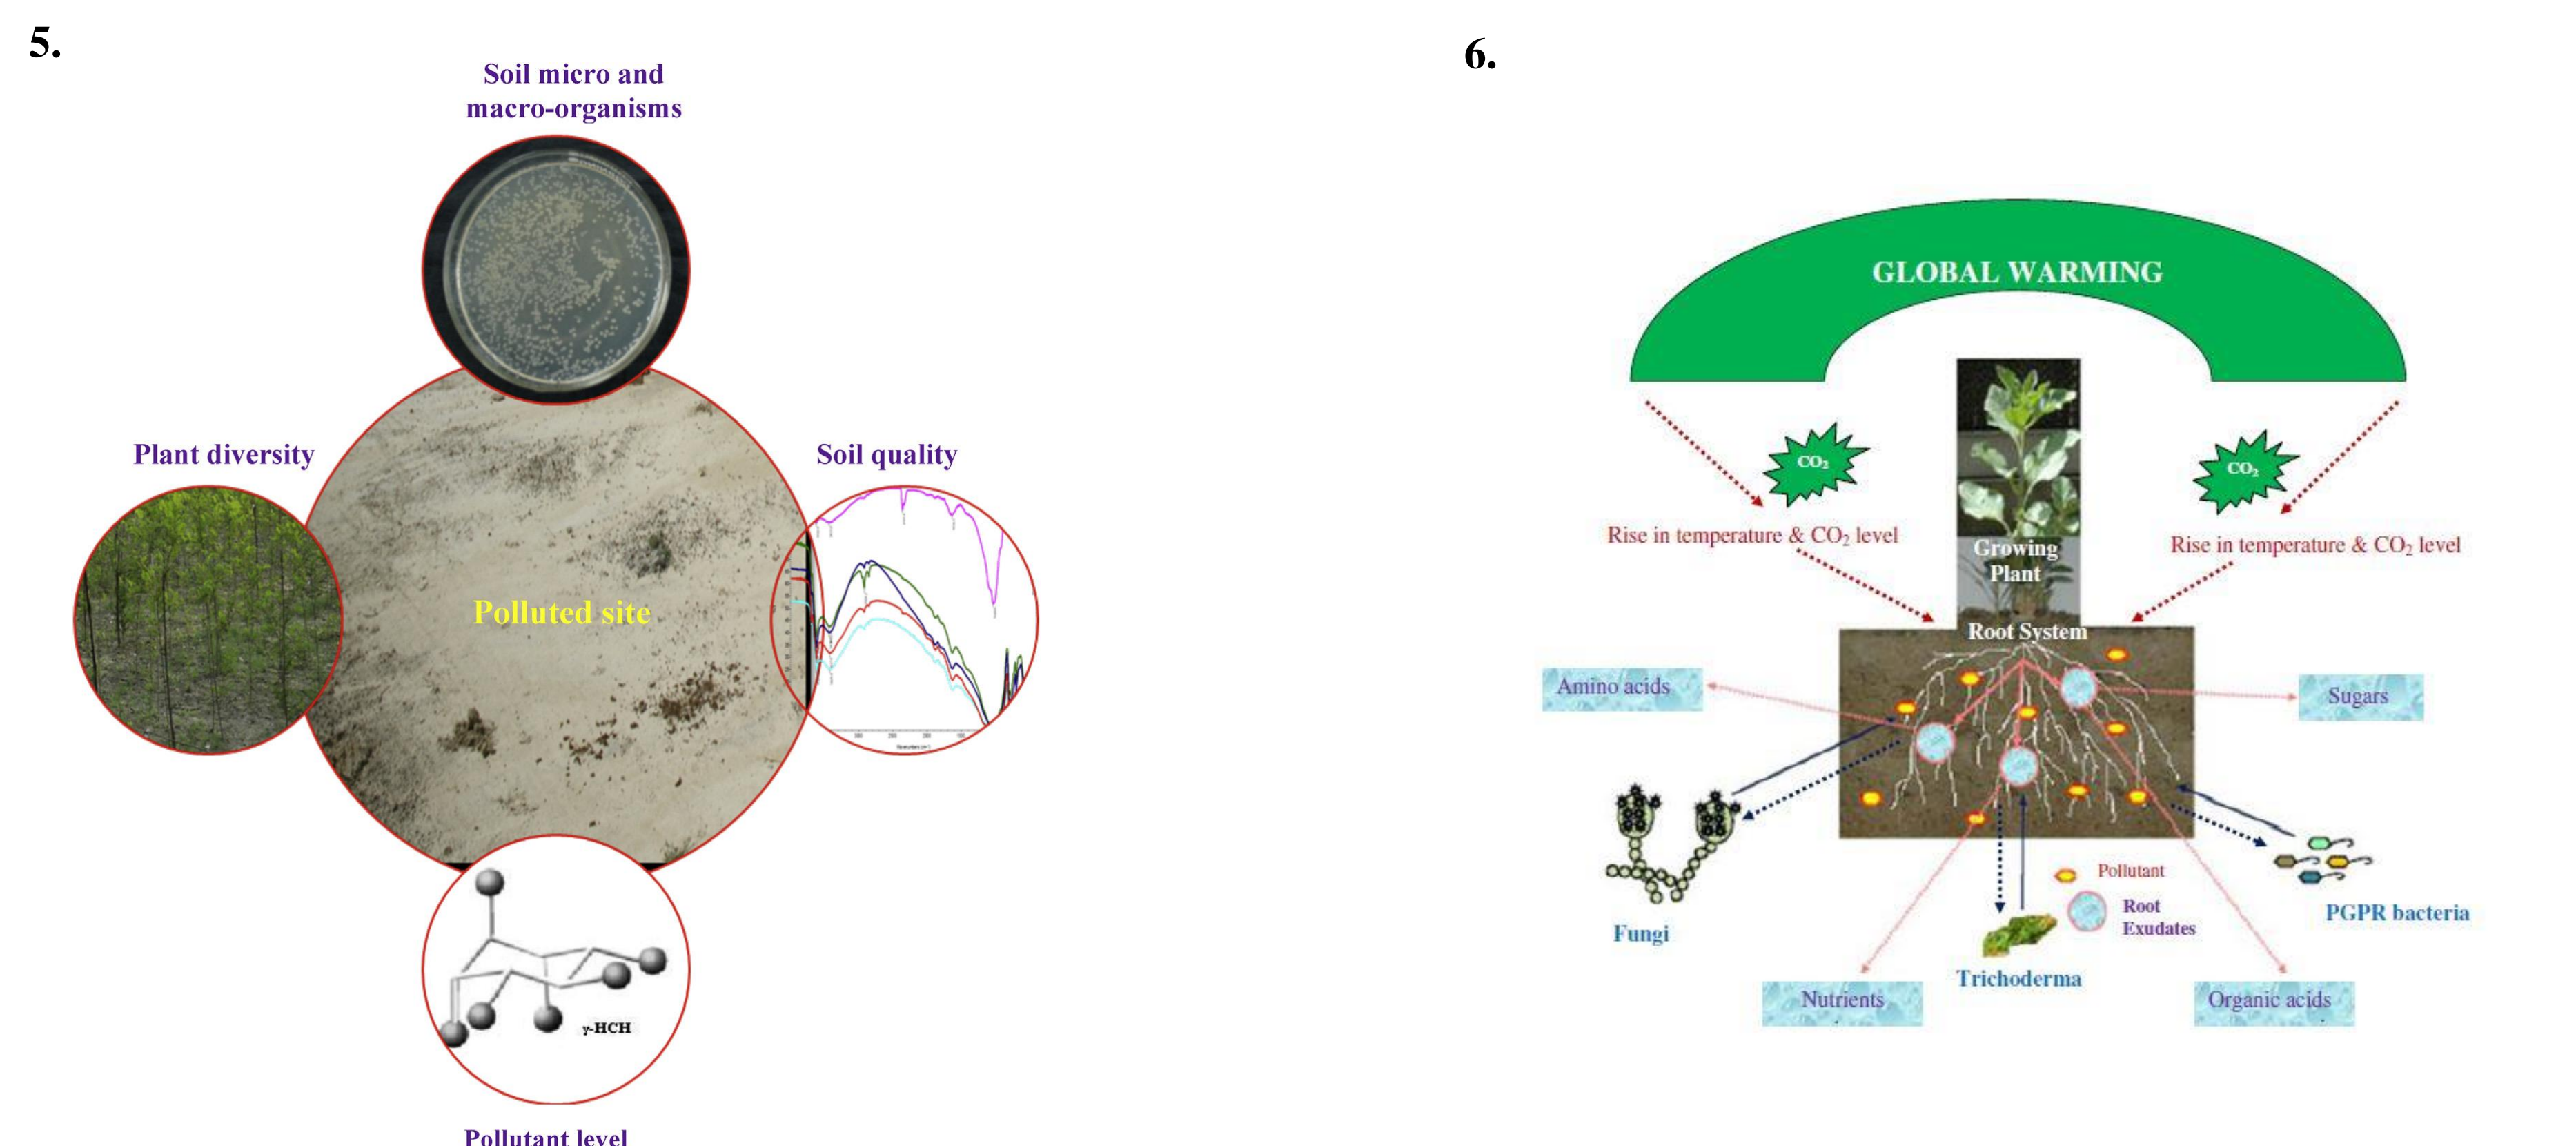 5.
Soil micro and
macro-organisms
Plant diversity
Soil quality
Polluted site
γ-HCH
Pollutant level
6.
GLOBAL WARMING
CO₂
CO₂
Rise in temperature & CO₂ level
Rise in temperature & CO₂ level
Growing
Plant
Root System
Amino acids
Sugars
Pollutant
Root
Exudates
Fungi
PGPR bacteria
Trichoderma
Nutrients
Organic acids